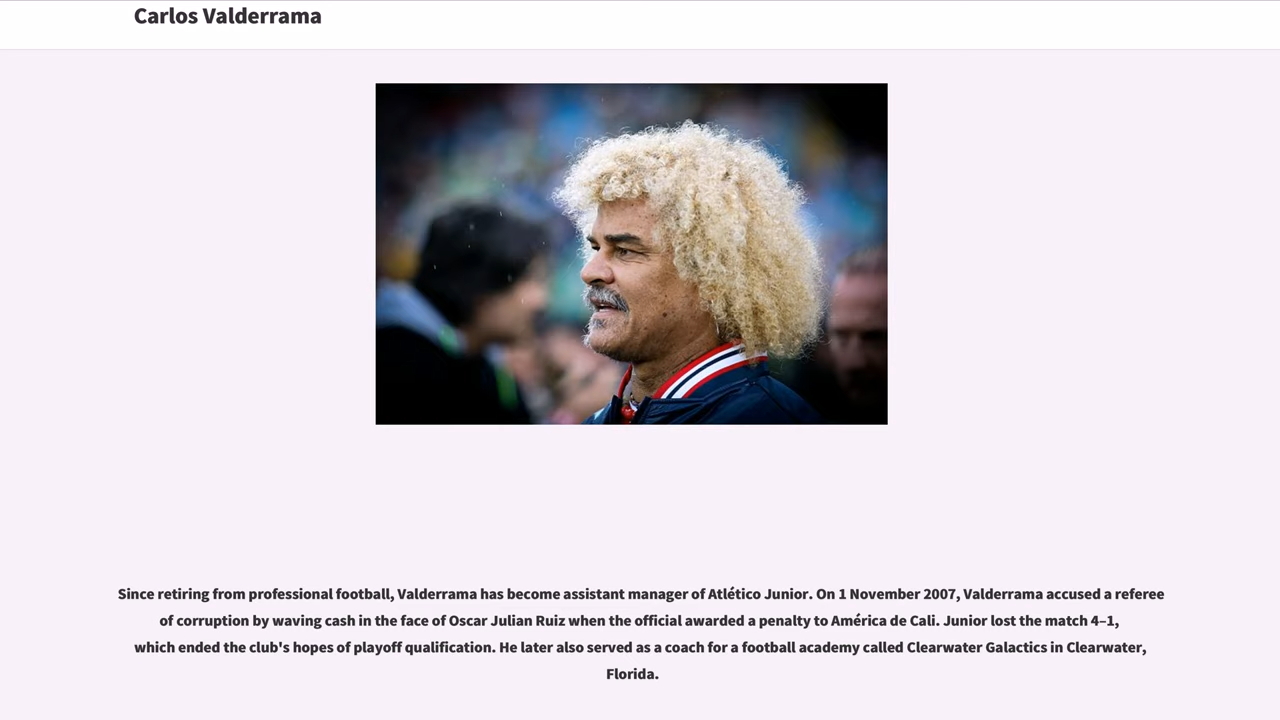 Carlos Valderrama
Since retiring from professional football, Valderrama has become assistant manager of Atlético Junior. On 1 November 2007, Valderrama accused a referee
of corruption by waving cash in the face of Oscar Julian Ruiz when the official awarded a penalty to América de Cali. Junior lost the match 4–1,
which ended the club's hopes of playoff qualification. He later also served as a coach for a football academy called Clearwater Galactics in Clearwater,
Florida.